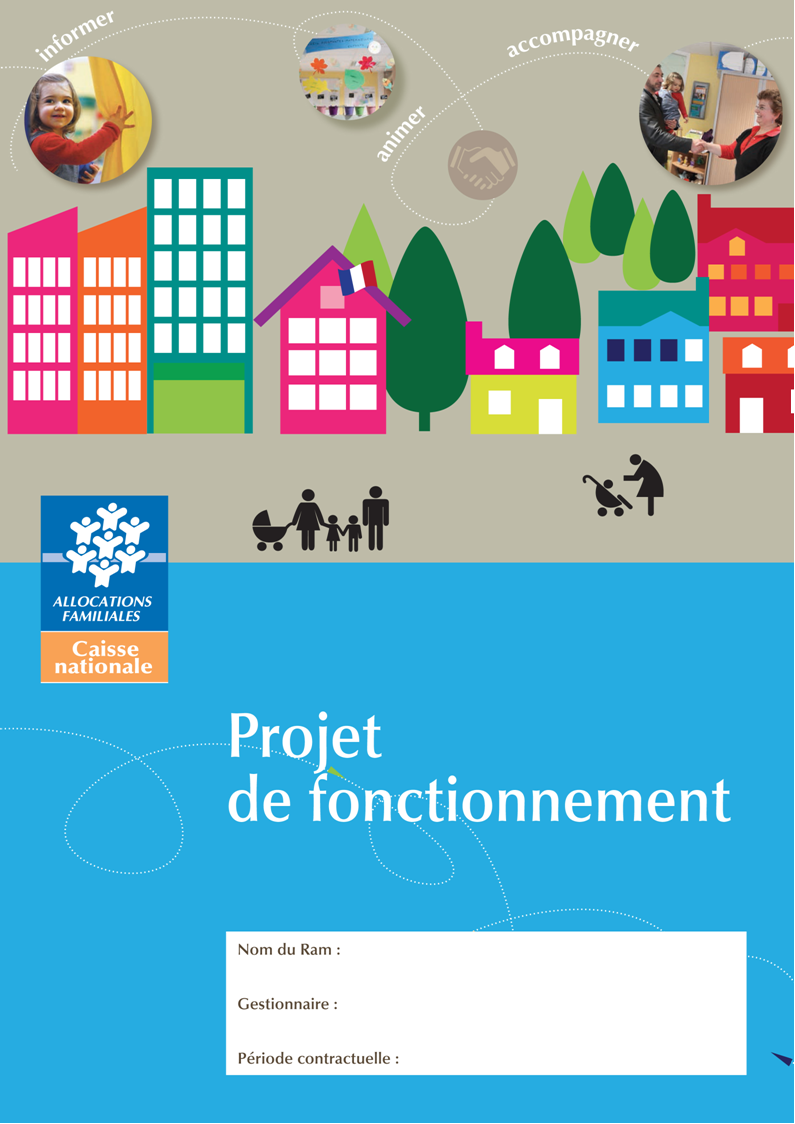 informer
animer
accompagner
ALLOCATIONS
FAMILIALES
Caisse
nationale
Projet
de fonctionnement
Nom du Ram :
Gestionnaire :
Période contractuelle :